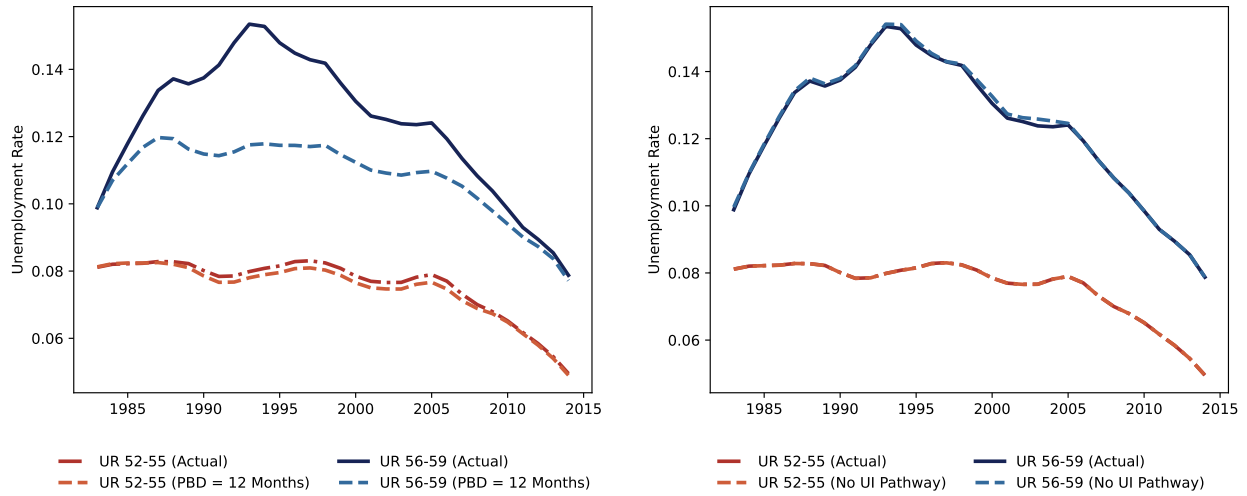 Unemployment Rate
0.14
0.12
0.10
0.08
0.06
1985 1990 1995 2000 2005 2010 2015
UR 52-55 (Actual) UR 56-59 (Actual)
UR 52-55 (PBD = 12 Months) UR 56-59 (PBD = 12 Months)
Unemployment Rate
0.14
0.12
0.10
0.08
0.06
1985 1990 1995 2000 2005 2010 2015
UR 52-55 (Actual) UR 56-59 (Actual)
UR 52-55 (No UI Pathway) UR 56-59 (No UI Pathway)